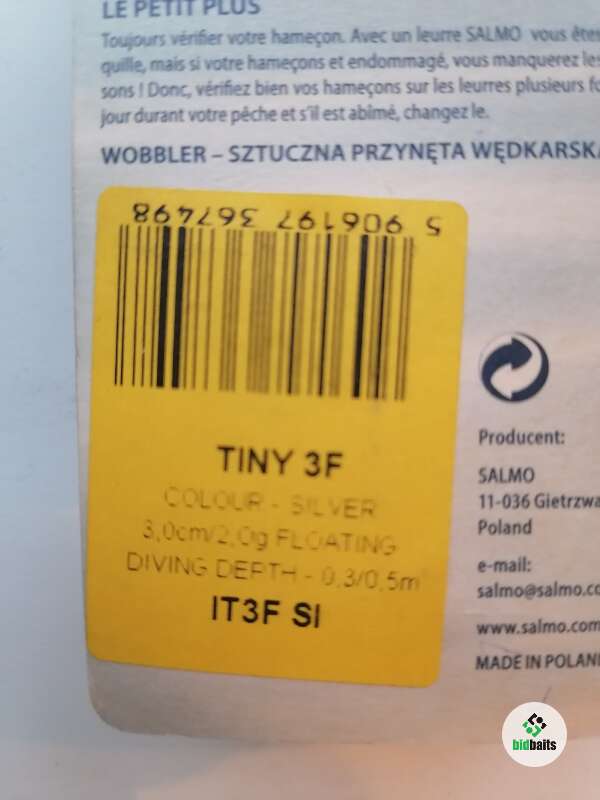 LE PETIT PLUS
Toujours vérifier votre hameçon. Avec un leurre SALMO vous ête
quille, mais si votre hameçons et endommagé, vous manquerez les
sons ! Donc, vérifiez bien vos hameçons sur les leurres plusieurs fo
jour durant votre pêche et s'il est abîmé, changez le.
WOBBLER – SZTUCZNA PRZYNĘTA WĘDKARSKA
5 906197 367498
TINY 3F
COLOUR - SILVER
3,0cm/2,0g FLOATING
DIVING DEPTH - 0,3/0,5m
IT3F SI
Producent:
SALMO
11-036 Gietrzwa
Poland
e-mail:
salmo@salmo.co
www.salmo.com
MADE IN POLAN
bidbaits